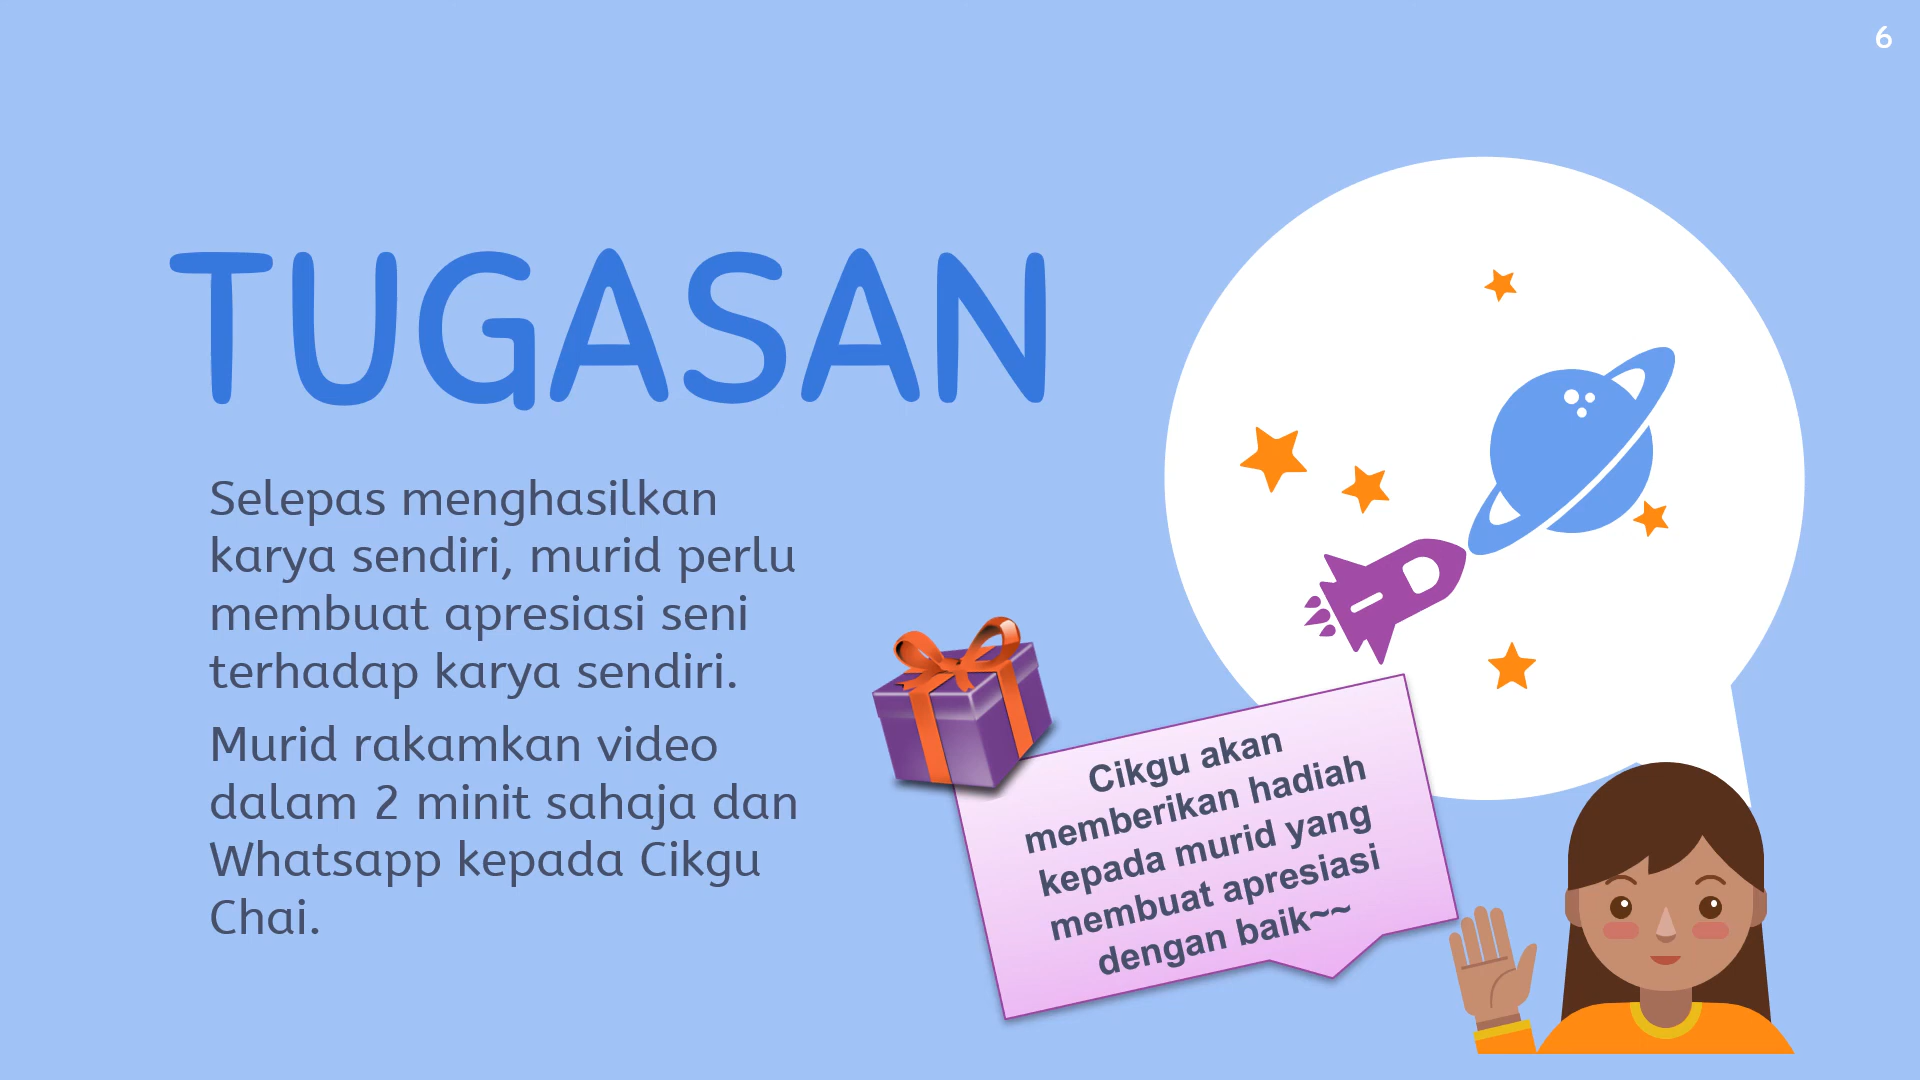 6
TUGASAN
Selepas menghasilkan
karya sendiri, murid perlu
membuat apresiasi seni
terhadap karya sendiri.
Murid rakamkan video
dalam 2 minit sahaja dan
Whatsapp kepada Cikgu
Chai.
Cikgu akan
memberikan hadiah
kepada murid yang
membuat apresiasi
dengan baik~~